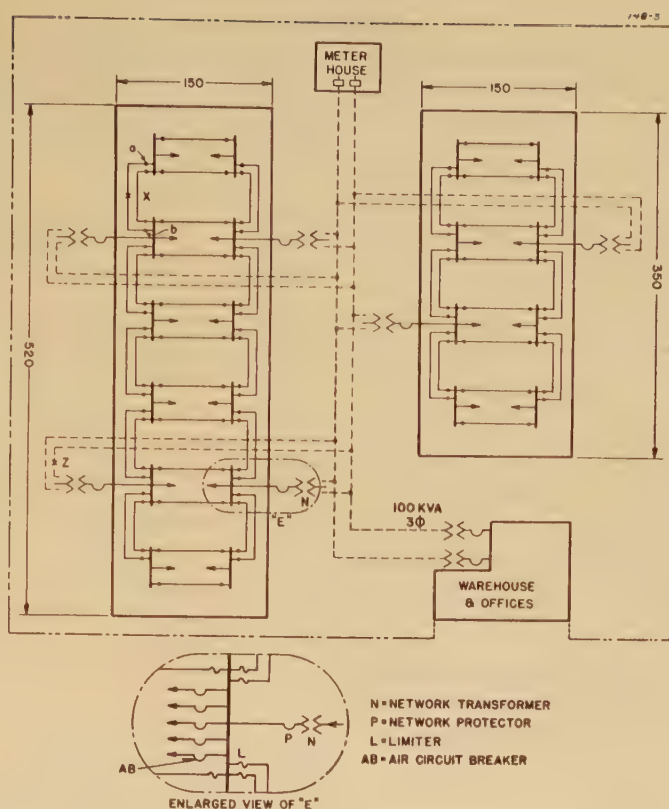 148-5
METER
HOUSE
150
150
a
X
X
b
520
350
Z
N
"E"
100 KVA
3Φ
WAREHOUSE
& OFFICES
P
N
L
AB
N=NETWORK TRANSFORMER
P=NETWORK PROTECTOR
L=LIMITER
AB=AIR CIRCUIT BREAKER
ENLARGED VIEW OF "E"